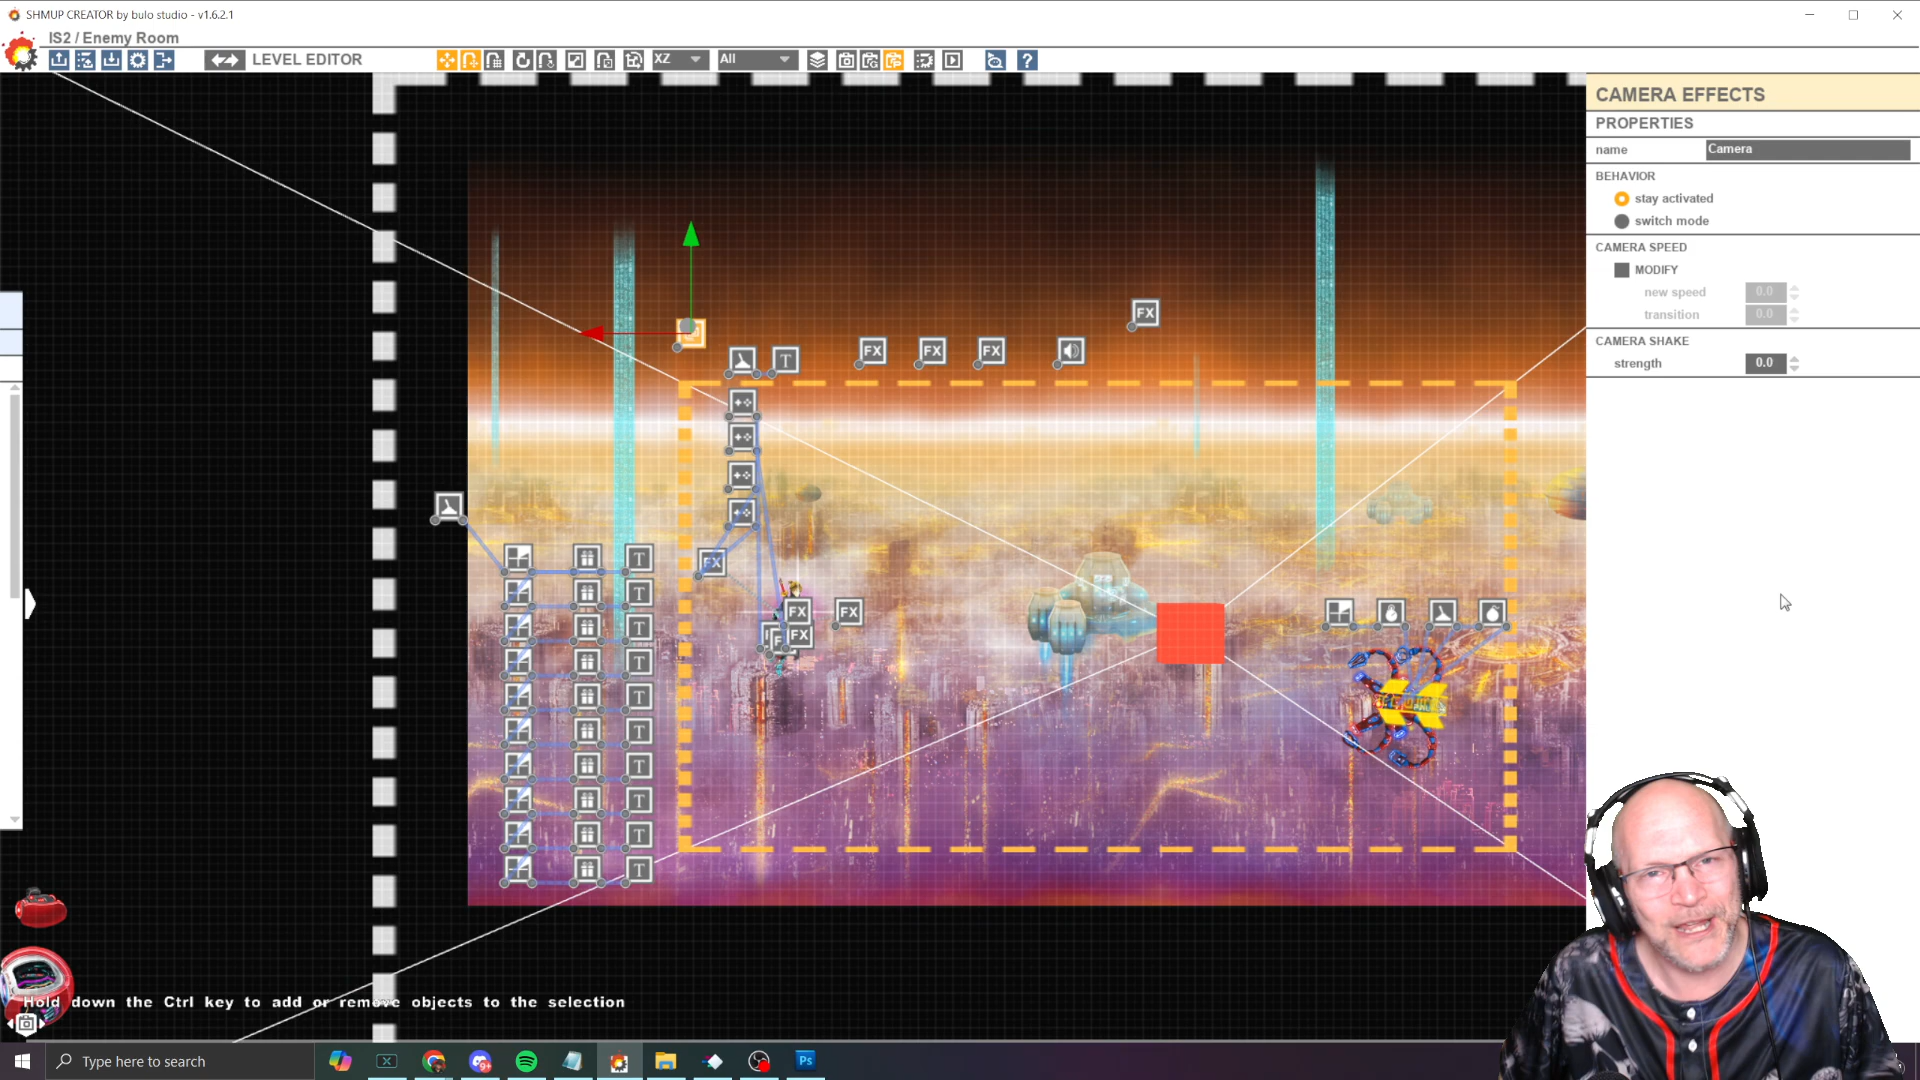 SHMUP CREATOR by bulo studio - v1.6.2.1
IS2 / Enemy Room
LEVEL EDITOR
XZ
All
CAMERA EFFECTS
PROPERTIES
name
Camera
BEHAVIOR
stay activated
switch mode
CAMERA SPEED
MODIFY
new speed
0.0
transition
0.0
CAMERA SHAKE
strength
0.0
FX
FX
FX
FX
T
T
T
T
T
T
T
T
T
T
T
FX
FX
FX
FX
Hold down the Ctrl key to add or remove objects to the selection
Type here to search
9+
Ps